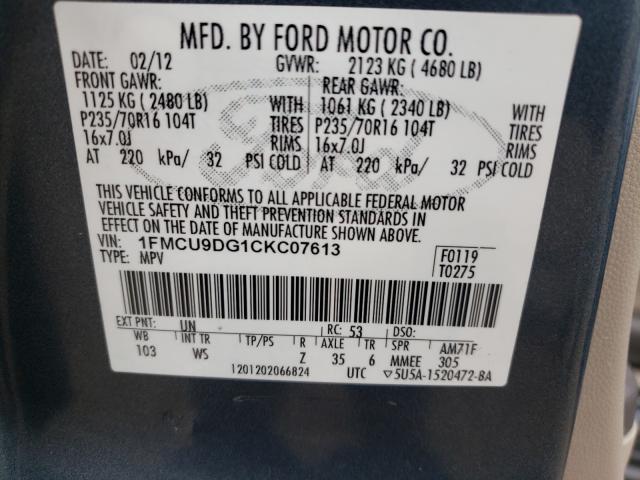 MFD. BY FORD MOTOR CO.
DATE: 02/12 GVWR: 2123 KG ( 4680 LB)
FRONT GAWR: REAR GAWR:
1125 KG ( 2480 LB) WITH 1061 KG ( 2340 LB) WITH
P235/70R16 104T TIRES P235/70R16 104T TIRES
16x7.0J RIMS 16x7.0J RIMS
AT 220 kPa/ 32 PSI COLD AT 220 kPa/ 32 PSI COLD
THIS VEHICLE CONFORMS TO ALL APPLICABLE FEDERAL MOTOR
VEHICLE SAFETY AND THEFT PREVENTION STANDARDS IN
EFFECT ON THE DATE OF MANUFACTURE SHOWN ABOVE.
VIN: 1FMCU9DG1CKC07613 F0119
TYPE: MPV T0275
EXT PNT: UN RC: 53 DSO:
WB INT TR TP/PS R AXLE TR SPR AM71F
103 WS Z 35 6 MMEE 305
1201202066824 UTC ▽5U5A-1520472-BA
Ford